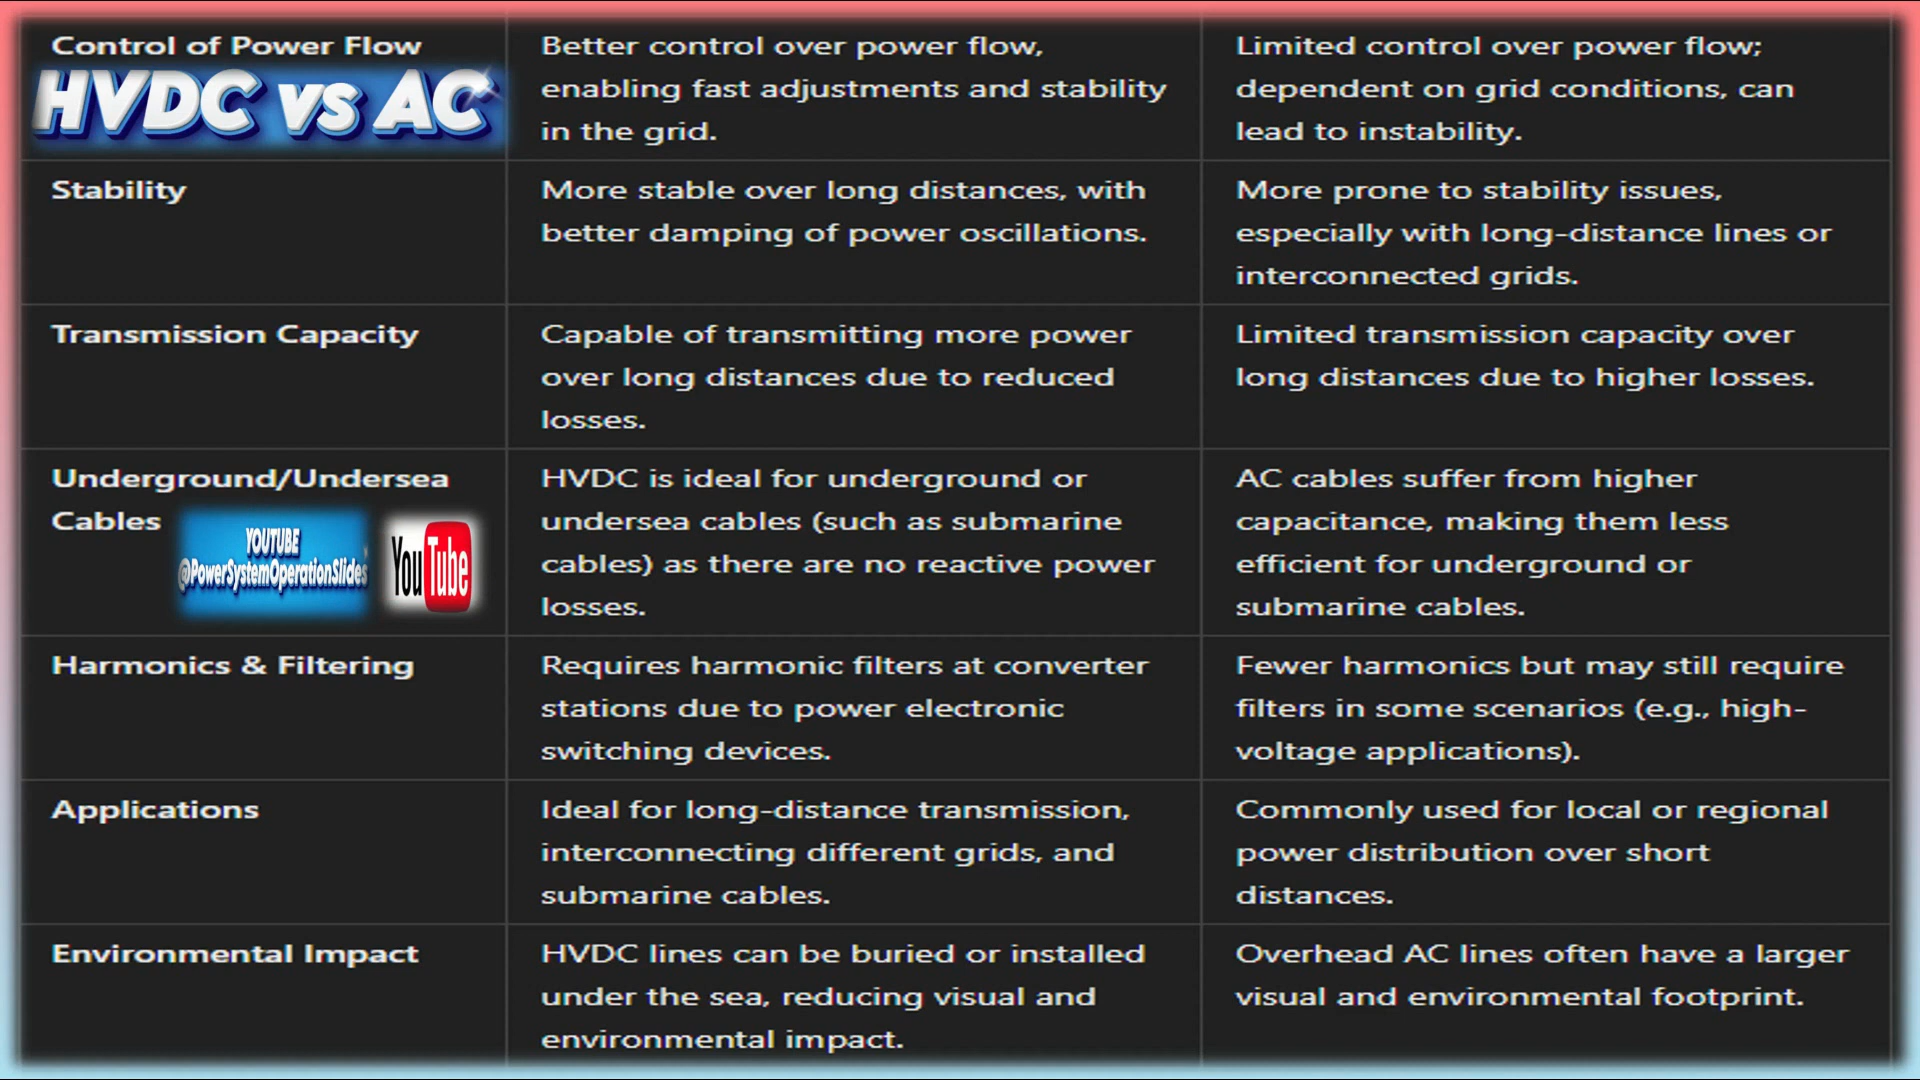 Control of Power Flow
HVDC vs AC
Better control over power flow,
enabling fast adjustments and stability
in the grid.
Limited control over power flow;
dependent on grid conditions, can
lead to instability.
Stability
More stable over long distances, with
better damping of power oscillations.
More prone to stability issues,
especially with long-distance lines or
interconnected grids.
Transmission Capacity
Capable of transmitting more power
over long distances due to reduced
losses.
Limited transmission capacity over
long distances due to higher losses.
Underground/Undersea
Cables
YOUTUBE
@PowerSystemOperationSlides
YouTube
HVDC is ideal for underground or
undersea cables (such as submarine
cables) as there are no reactive power
losses.
AC cables suffer from higher
capacitance, making them less
efficient for underground or
submarine cables.
Harmonics & Filtering
Requires harmonic filters at converter
stations due to power electronic
switching devices.
Fewer harmonics but may still require
filters in some scenarios (e.g., high-
voltage applications).
Applications
Ideal for long-distance transmission,
interconnecting different grids, and
submarine cables.
Commonly used for local or regional
power distribution over short
distances.
Environmental Impact
HVDC lines can be buried or installed
under the sea, reducing visual and
environmental impact.
Overhead AC lines often have a larger
visual and environmental footprint.